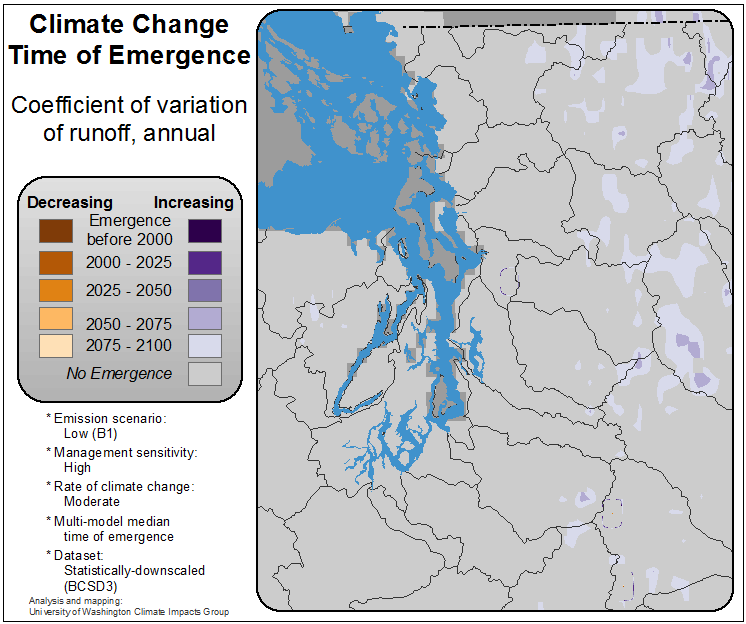 Climate Change
Time of Emergence
Coefficient of variation
of runoff, annual
Decreasing Increasing
Emergence
before 2000
2000 - 2025
2025 - 2050
2050 - 2075
2075 - 2100
No Emergence
* Emission scenario:
Low (B1)
* Management sensitivity:
High
* Rate of climate change:
Moderate
* Multi-model median
time of emergence
* Dataset:
Statistically-downscaled
(BCSD3)
Analysis and mapping:
University of Washington Climate Impacts Group